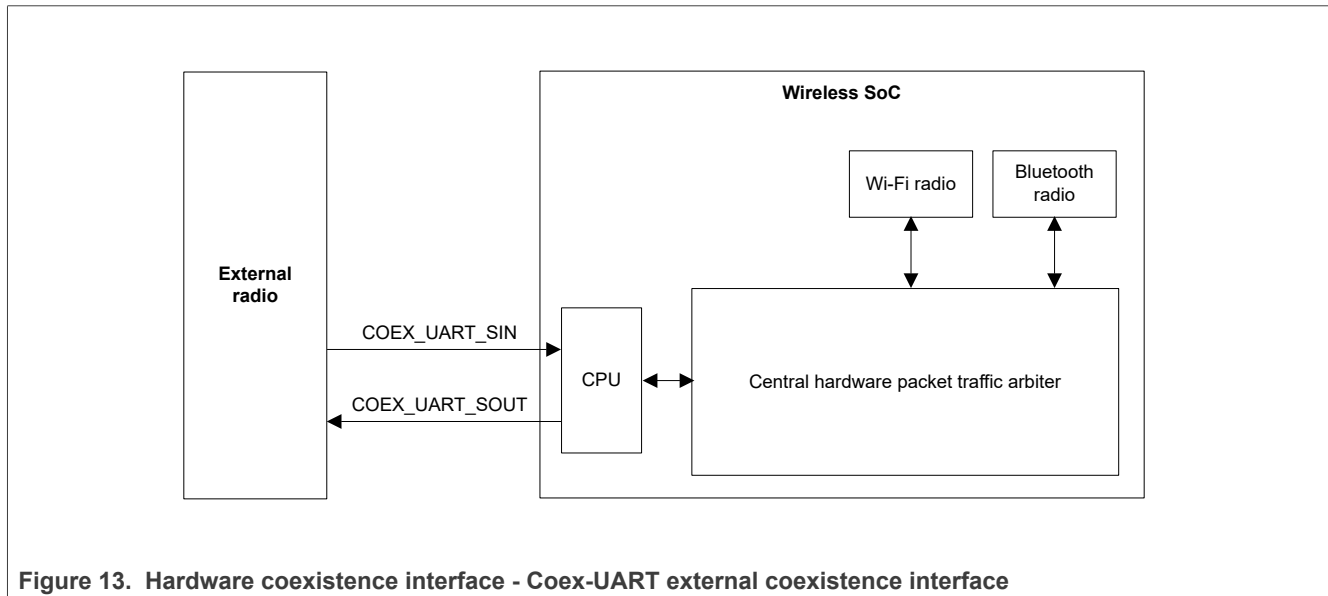 Wireless SoC
Wi-Fi radio
Bluetooth
radio
External
radio
COEX_UART_SIN
CPU
Central hardware packet traffic arbiter
COEX_UART_SOUT
Figure 13. Hardware coexistence interface - Coex-UART external coexistence interface